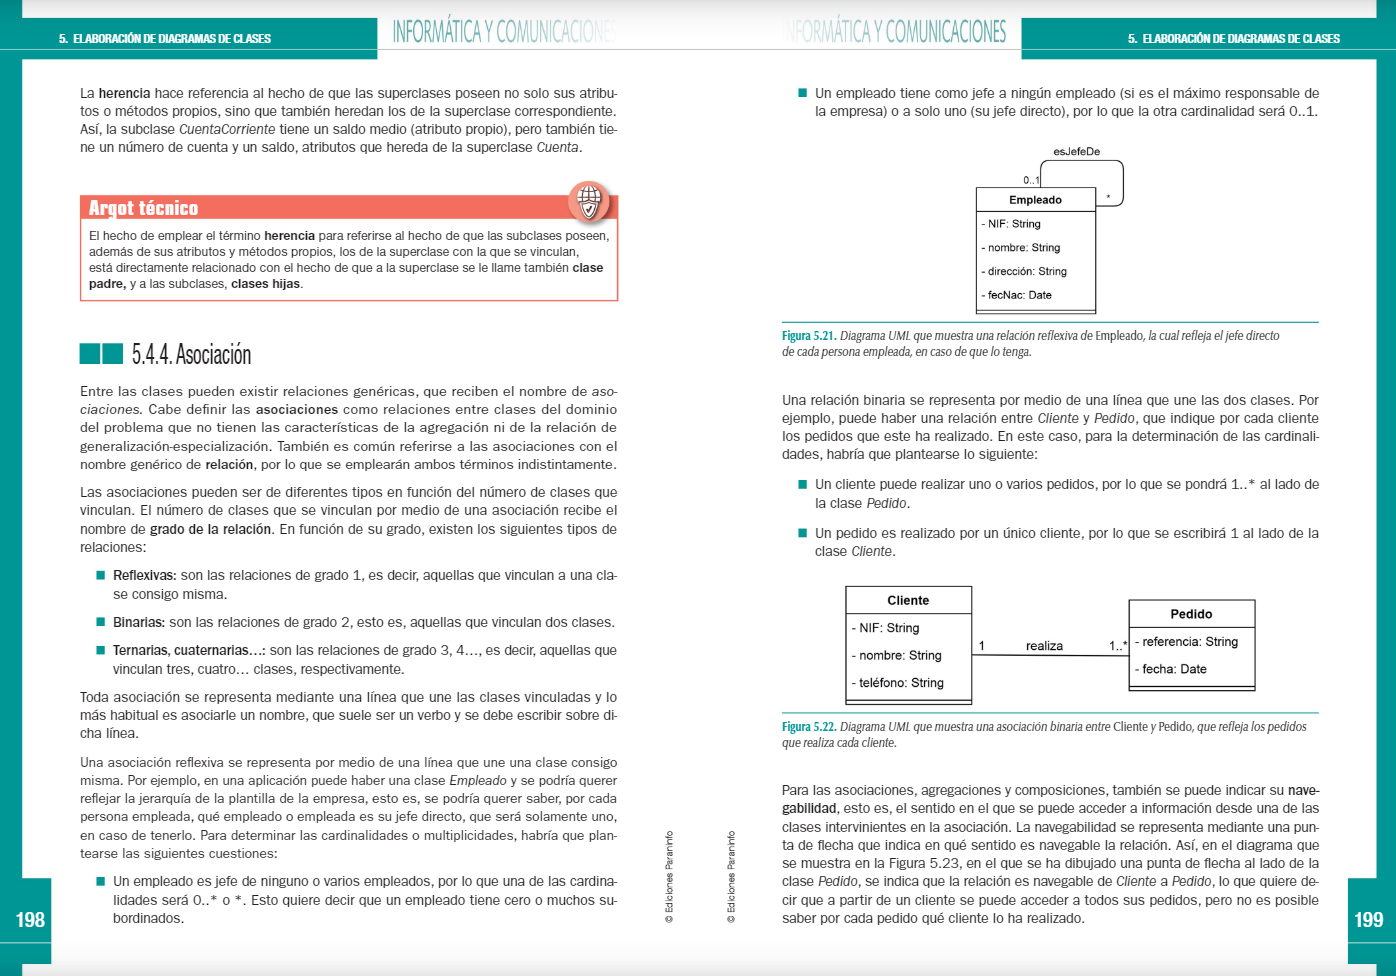 5. ELABORACIÓN DE DIAGRAMAS DE CLASES
INFORMÁTICA Y COMUNICACIONES
La herencia hace referencia al hecho de que las superclases poseen no solo sus atribu-
tos o métodos propios, sino que también heredan los de la superclase correspondiente.
Así, la subclase CuentaCorriente tiene un saldo medio (atributo propio), pero también tie-
ne un número de cuenta y un saldo, atributos que hereda de la superclase Cuenta.
Argot técnico
El hecho de emplear el término herencia para referirse al hecho de que las subclases poseen,
además de sus atributos y métodos propios, los de la superclase con la que se vinculan,
está directamente relacionado con el hecho de que a la superclase se le llame también clase
padre, y a las subclases, clases hijas.
5.4.4. Asociación
Entre las clases pueden existir relaciones genéricas, que reciben el nombre de aso-
ciaciones. Cabe definir las asociaciones como relaciones entre clases del dominio
del problema que no tienen las características de la agregación ni de la relación de
generalización-especialización. También es común referirse a las asociaciones con el
nombre genérico de relación, por lo que se emplearán ambos términos indistintamente.
Las asociaciones pueden ser de diferentes tipos en función del número de clases que
vinculan. El número de clases que se vinculan por medio de una asociación recibe el
nombre de grado de la relación. En función de su grado, existen los siguientes tipos de
relaciones:
Reflexivas: son las relaciones de grado 1, es decir, aquellas que vinculan a una cla-
se consigo misma.
Binarias: son las relaciones de grado 2, esto es, aquellas que vinculan dos clases.
Ternarias, cuaternarias...: son las relaciones de grado 3, 4..., es decir, aquellas que
vinculan tres, cuatro... clases, respectivamente.
Toda asociación se representa mediante una línea que une las clases vinculadas y lo
más habitual es asociarle un nombre, que suele ser un verbo y se debe escribir sobre di-
cha línea.
Una asociación reflexiva se representa por medio de una línea que une una clase consigo
misma. Por ejemplo, en una aplicación puede haber una clase Empleado y se podría querer
reflejar la jerarquía de la plantilla de la empresa, esto es, se podría querer saber, por cada
persona empleada, qué empleado o empleada es su jefe directo, que será solamente uno,
en caso de tenerlo. Para determinar las cardinalidades o multiplicidades, habría que plan-
tearse las siguientes cuestiones:
Un empleado es jefe de ninguno o varios empleados, por lo que una de las cardina-
lidades será 0..* o *. Esto quiere decir que un empleado tiene cero o muchos su-
bordinados.
198
© Ediciones Paraninfo
INFORMÁTICA Y COMUNICACIONES
5. ELABORACIÓN DE DIAGRAMAS DE CLASES
Un empleado tiene como jefe a ningún empleado (si es el máximo responsable de
la empresa) o a solo uno (su jefe directo), por lo que la otra cardinalidad será 0..1.
esJefeDe
0..1
*
Empleado
- NIF: String
- nombre: String
- dirección: String
- fecNac: Date
Figura 5.21. Diagrama UML que muestra una relación reflexiva de Empleado, la cual refleja el jefe directo
de cada persona empleada, en caso de que lo tenga.
Una relación binaria se representa por medio de una línea que une las dos clases. Por
ejemplo, puede haber una relación entre Cliente y Pedido, que indique por cada cliente
los pedidos que este ha realizado. En este caso, para la determinación de las cardinali-
dades, habría que plantearse lo siguiente:
Un cliente puede realizar uno o varios pedidos, por lo que se pondrá 1..* al lado de
la clase Pedido.
Un pedido es realizado por un único cliente, por lo que se escribirá 1 al lado de la
clase Cliente.
Cliente
- NIF: String
- nombre: String
- teléfono: String
1
realiza
1..*
Pedido
- referencia: String
- fecha: Date
Figura 5.22. Diagrama UML que muestra una asociación binaria entre Cliente y Pedido, que refleja los pedidos
que realiza cada cliente.
Para las asociaciones, agregaciones y composiciones, también se puede indicar su nave-
gabilidad, esto es, el sentido en el que se puede acceder a información desde una de las
clases intervinientes en la asociación. La navegabilidad se representa mediante una pun-
ta de flecha que indica en qué sentido es navegable la relación. Así, en el diagrama que
se muestra en la Figura 5.23, en el que se ha dibujado una punta de flecha al lado de la
clase Pedido, se indica que la relación es navegable de Cliente a Pedido, lo que quiere de-
cir que a partir de un cliente se puede acceder a todos sus pedidos, pero no es posible
saber por cada pedido qué cliente lo ha realizado.
© Ediciones Paraninfo
199